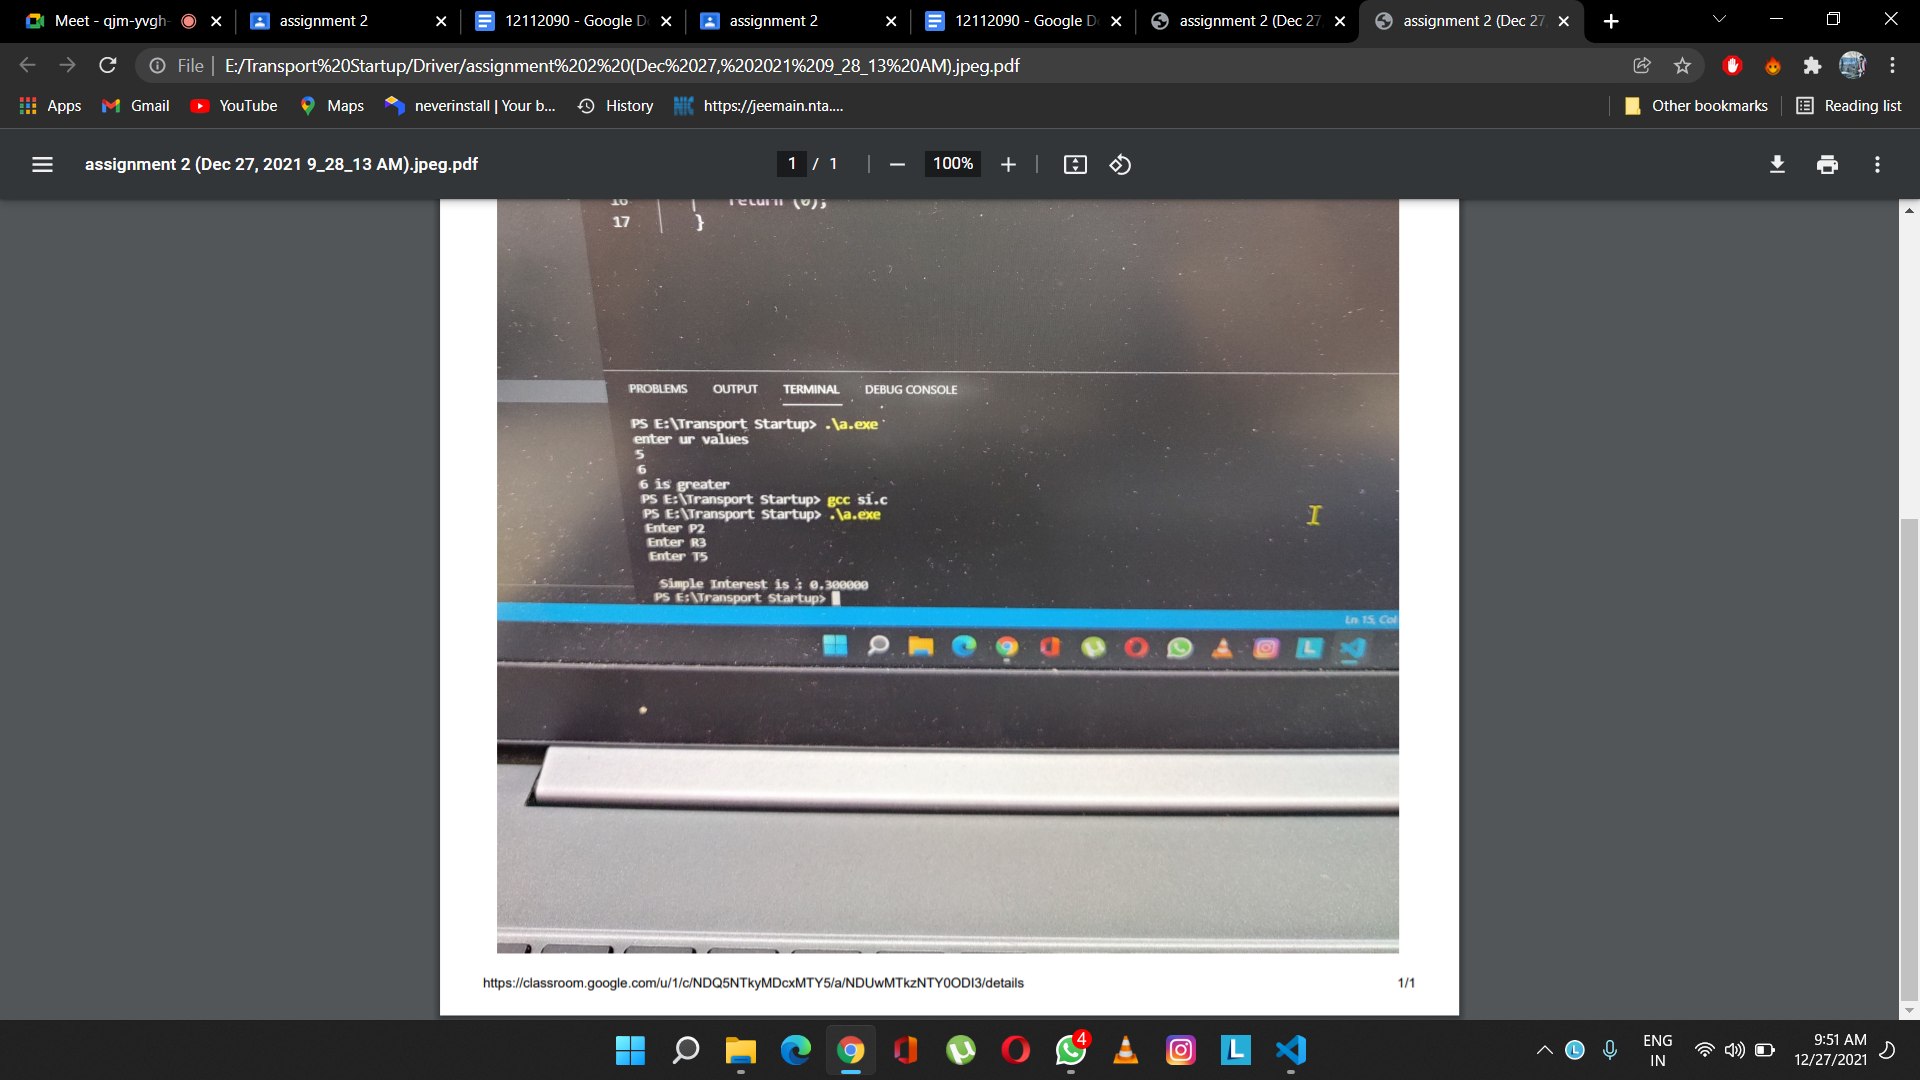 Meet - qjm-yvgh
assignment 2
12112090 - Google D
assignment 2
12112090 - Google D
assignment 2 (Dec 27,
assignment 2 (Dec 27,
File | E:/Transport%20Startup/Driver/assignment%202%20(Dec%2027,%202021%209_28_13%20AM).jpeg.pdf
Apps Gmail YouTube Maps neverinstall | Your b... History https://jeemain.nta.... Other bookmarks Reading list
assignment 2 (Dec 27, 2021 9_28_13 AM).jpeg.pdf 1 / 1 100%
16 return (0);
17 }
PROBLEMS OUTPUT TERMINAL DEBUG CONSOLE
PS E:\Transport Startup> .\a.exe
enter ur values
5
6
6 is greater
PS E:\Transport Startup> gcc si.c
PS E:\Transport Startup> .\a.exe
Enter P2
Enter R3
Enter T5
Simple Interest is : 0.300000
PS E:\Transport Startup>
Ln 15, Col
https://classroom.google.com/u/1/c/NDQ5NTkyMDcxMTY5/a/NDUwMTkzNTY0ODI3/details 1/1
4
ENG
IN
9:51 AM
12/27/2021